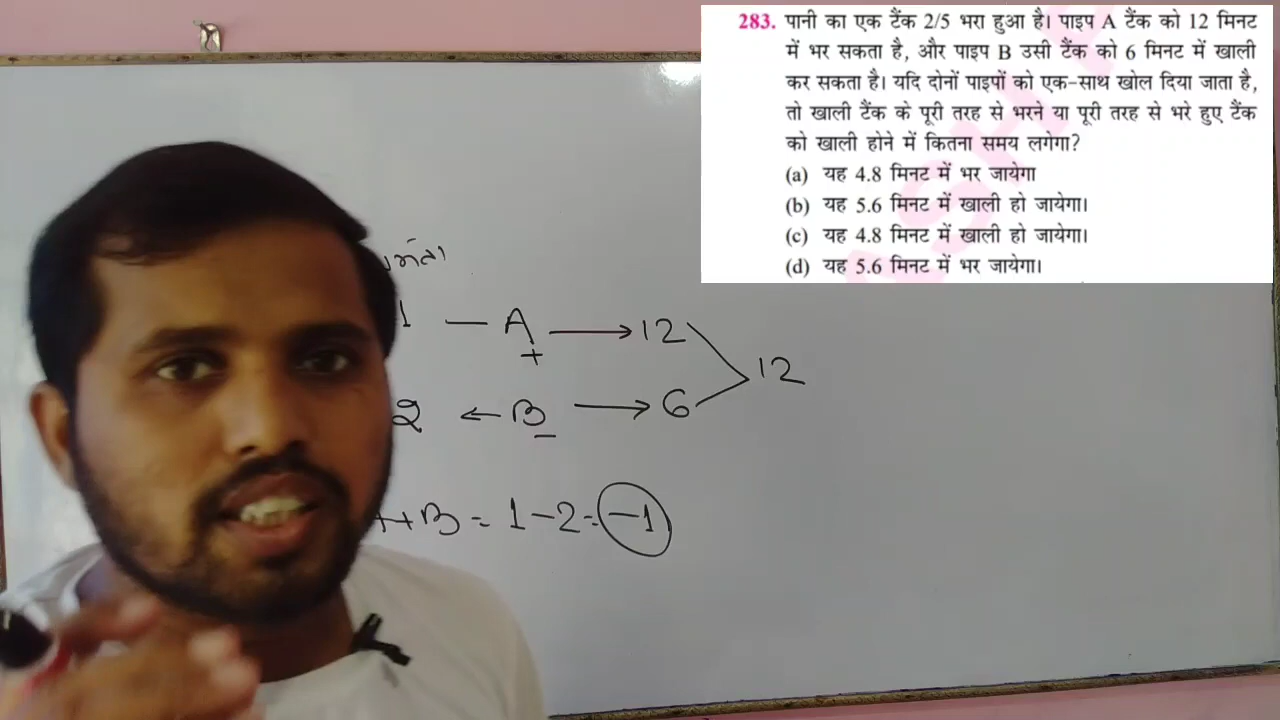 283. पानी का एक टैंक 2/5 भरा हुआ है। पाइप A टैंक को 12 मिनट
में भर सकता है, और पाइप B उसी टैंक को 6 मिनट में खाली
कर सकता है। यदि दोनों पाइपों को एक-साथ खोल दिया जाता है,
तो खाली टैंक के पूरी तरह से भरने या पूरी तरह से भरे हुए टैंक
को खाली होने में कितना समय लगेगा?
(a) यह 4.8 मिनट में भर जायेगा
(b) यह 5.6 मिनट में खाली हो जायेगा।
(c) यह 4.8 मिनट में खाली हो जायेगा।
(d) यह 5.6 मिनट में भर जायेगा।
1 — A + → 12
12
2 ← B − → 6
+B = 1-2 = -1